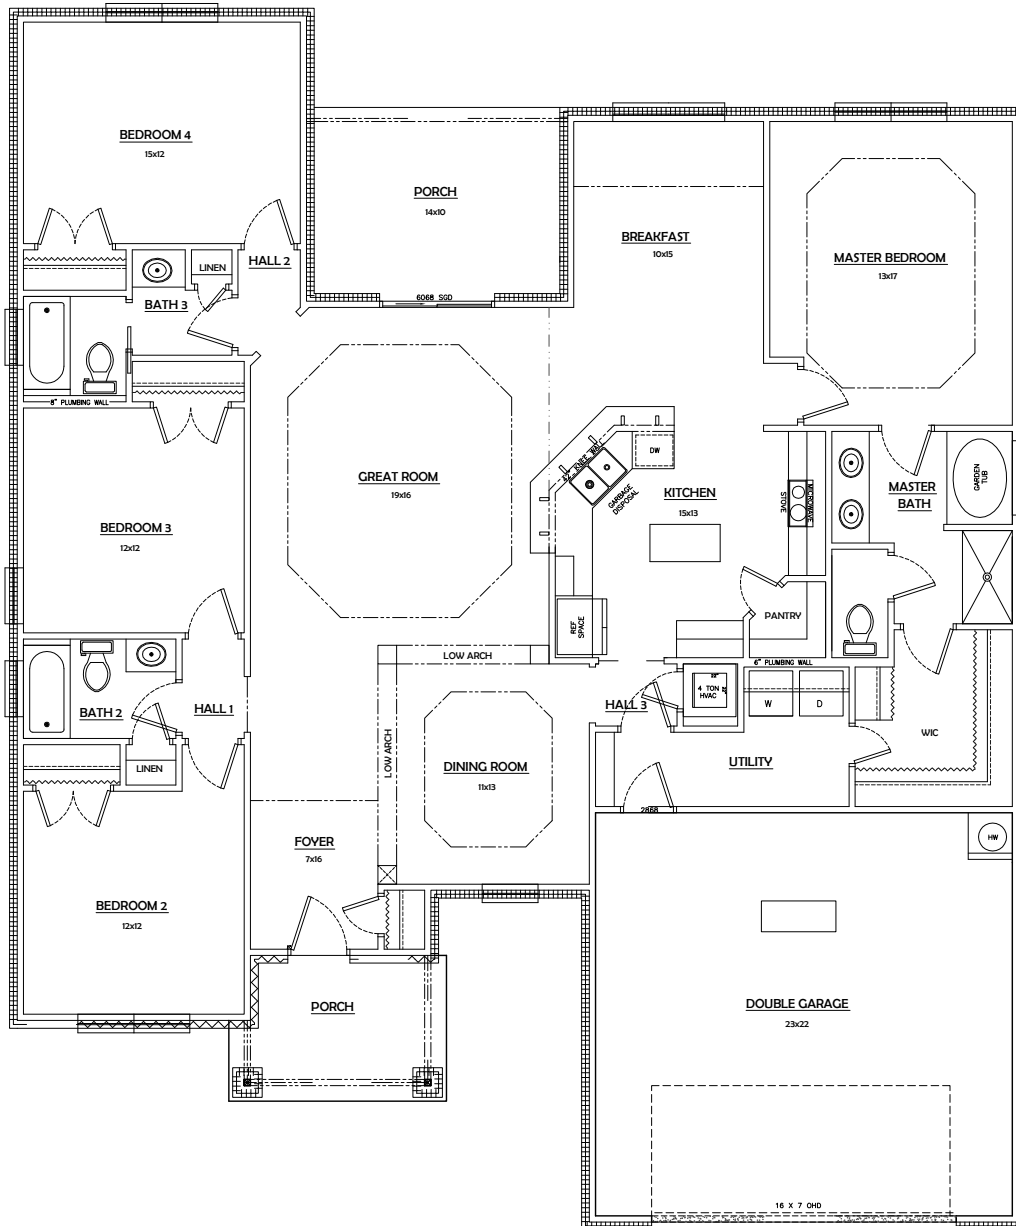 BEDROOM 4
15x12
PORCH
14x10
BREAKFAST
10x15
MASTER BEDROOM
13x17
HALL 2
LINEN
BATH 3
6068 SGD
8" PLUMBING WALL
GREAT ROOM
19x16
42" KNEE WALL
DW
GARBAGE
DISPOSAL
KITCHEN
15x13
STOVE
MICROWAVE
MASTER
BATH
GARDEN
TUB
BEDROOM 3
12x12
REF
SPACE
PANTRY
LOW ARCH
6" PLUMBING WALL
BATH 2
HALL 1
LINEN
LOW ARCH
DINING ROOM
11x13
HALL 3
4 TON
HVAC
W
D
UTILITY
WIC
2868
FOYER
7x16
HW
BEDROOM 2
12x12
PORCH
DOUBLE GARAGE
23x22
16 X 7 OHD